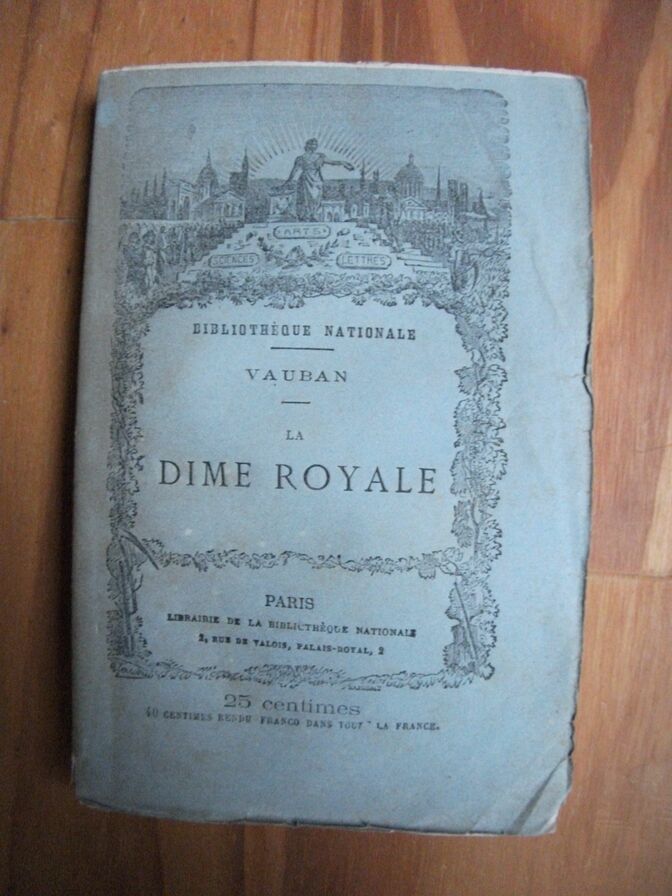 ARTS
SCIENCES LETTRES
BIBLIOTHÈQUE NATIONALE
VAUBAN
LA
DIME ROYALE
PARIS
LIBRAIRIE DE LA BIBLIOTHÈQUE NATIONALE
2, RUE DE VALOIS, PALAIS-ROYAL, 2
25 centimes
40 CENTIMES RENDU FRANCO DANS TOUT LA FRANCE.